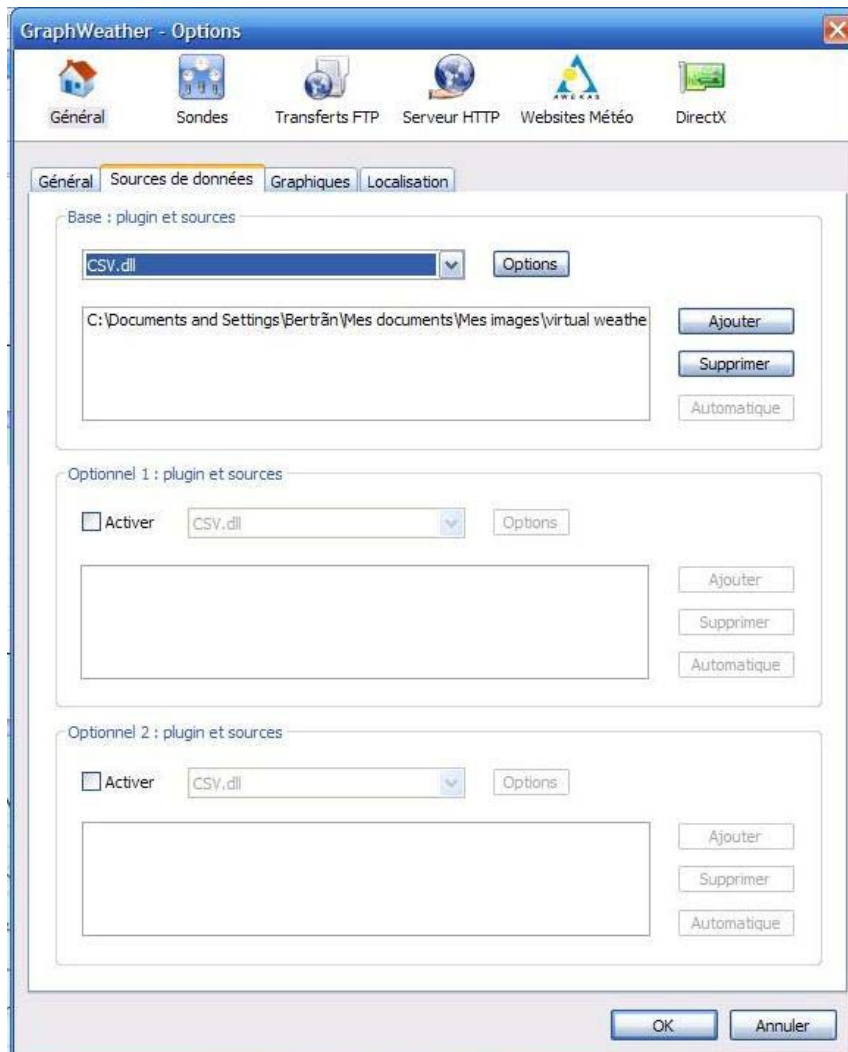 GraphWeather - Options
Général Sondes Transferts FTP Serveur HTTP AWEKAS Websites Météo DirectX
Général Sources de données Graphiques Localisation
Base : plugin et sources
CSV.dll Options
C:\Documents and Settings\Bertrãn\Mes documents\Mes images\virtual weathe Ajouter
Supprimer
Automatique
Optionnel 1 : plugin et sources
Activer CSV.dll Options
Ajouter
Supprimer
Automatique
Optionnel 2 : plugin et sources
Activer CSV.dll Options
Ajouter
Supprimer
Automatique
OK Annuler